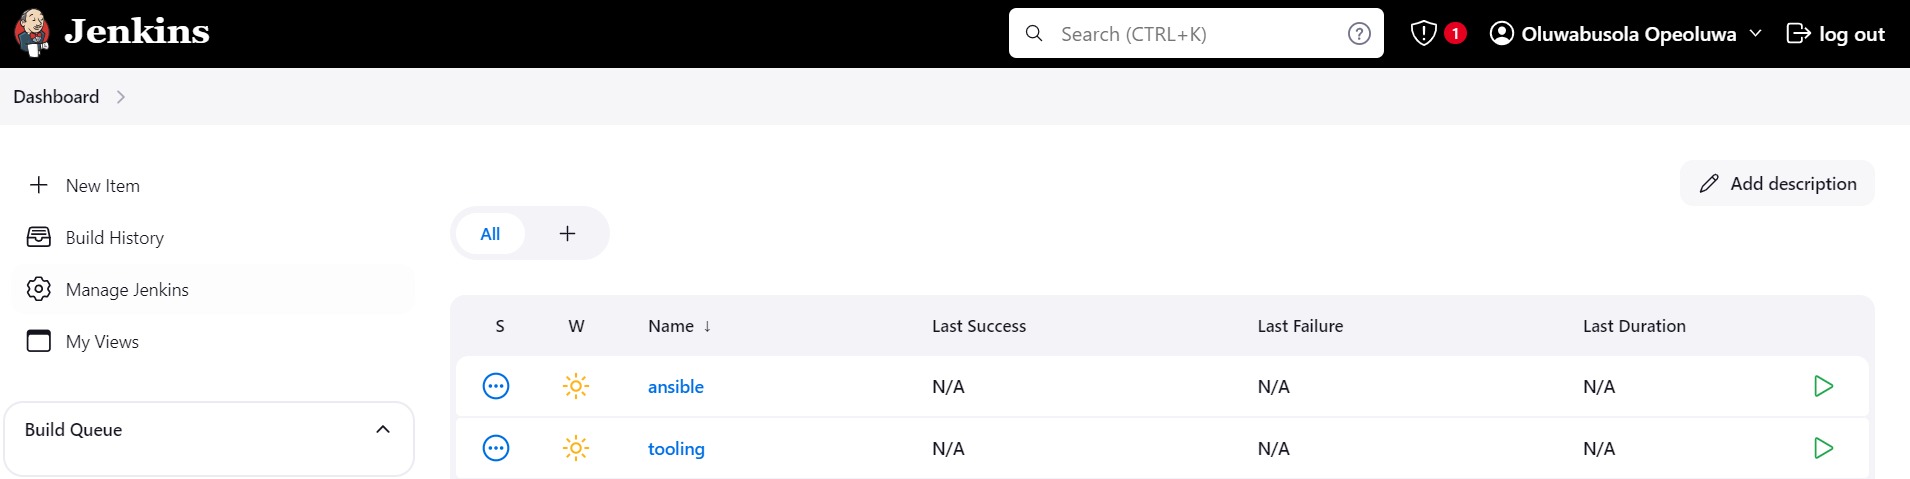 Jenkins
Search (CTRL+K)
?
1
Oluwabusola Opeoluwa
log out
Dashboard
New Item
Build History
Manage Jenkins
My Views
Build Queue
Add description
All +
S W Name ↓ Last Success Last Failure Last Duration
ansible N/A N/A N/A
tooling N/A N/A N/A